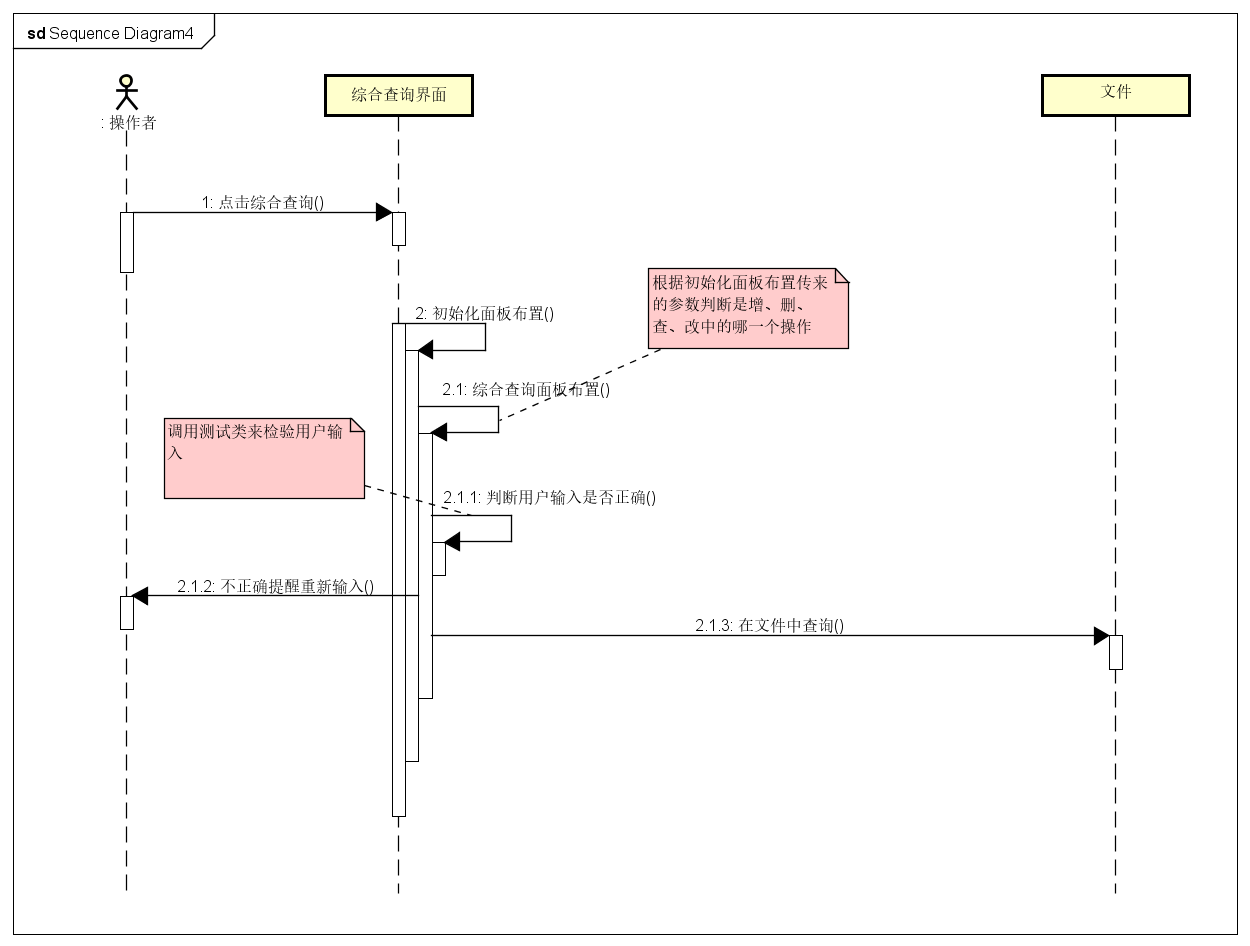 sd Sequence Diagram4
: 操作者
综合查询界面
文件
1: 点击综合查询()
根据初始化面板布置传来
的参数判断是增、删、
查、改中的哪一个操作
2: 初始化面板布置()
2.1: 综合查询面板布置()
调用测试类来检验用户输
入
2.1.1: 判断用户输入是否正确()
2.1.2: 不正确提醒重新输入()
2.1.3: 在文件中查询()